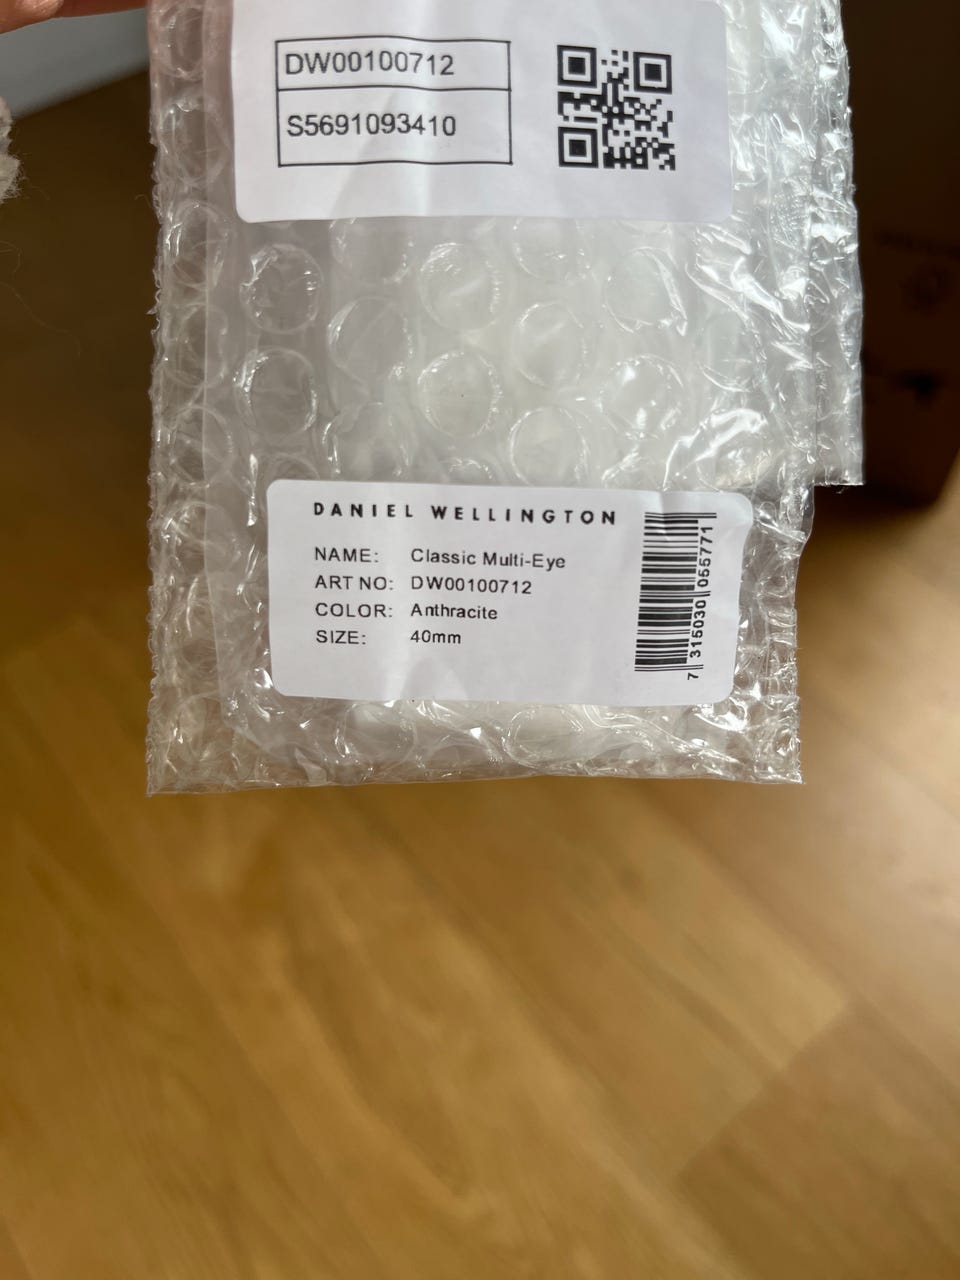 DW00100712
S5691093410
DANIEL WELLINGTON
NAME: Classic Multi-Eye
ART NO: DW00100712
COLOR: Anthracite
SIZE: 40mm
7 315030 055771